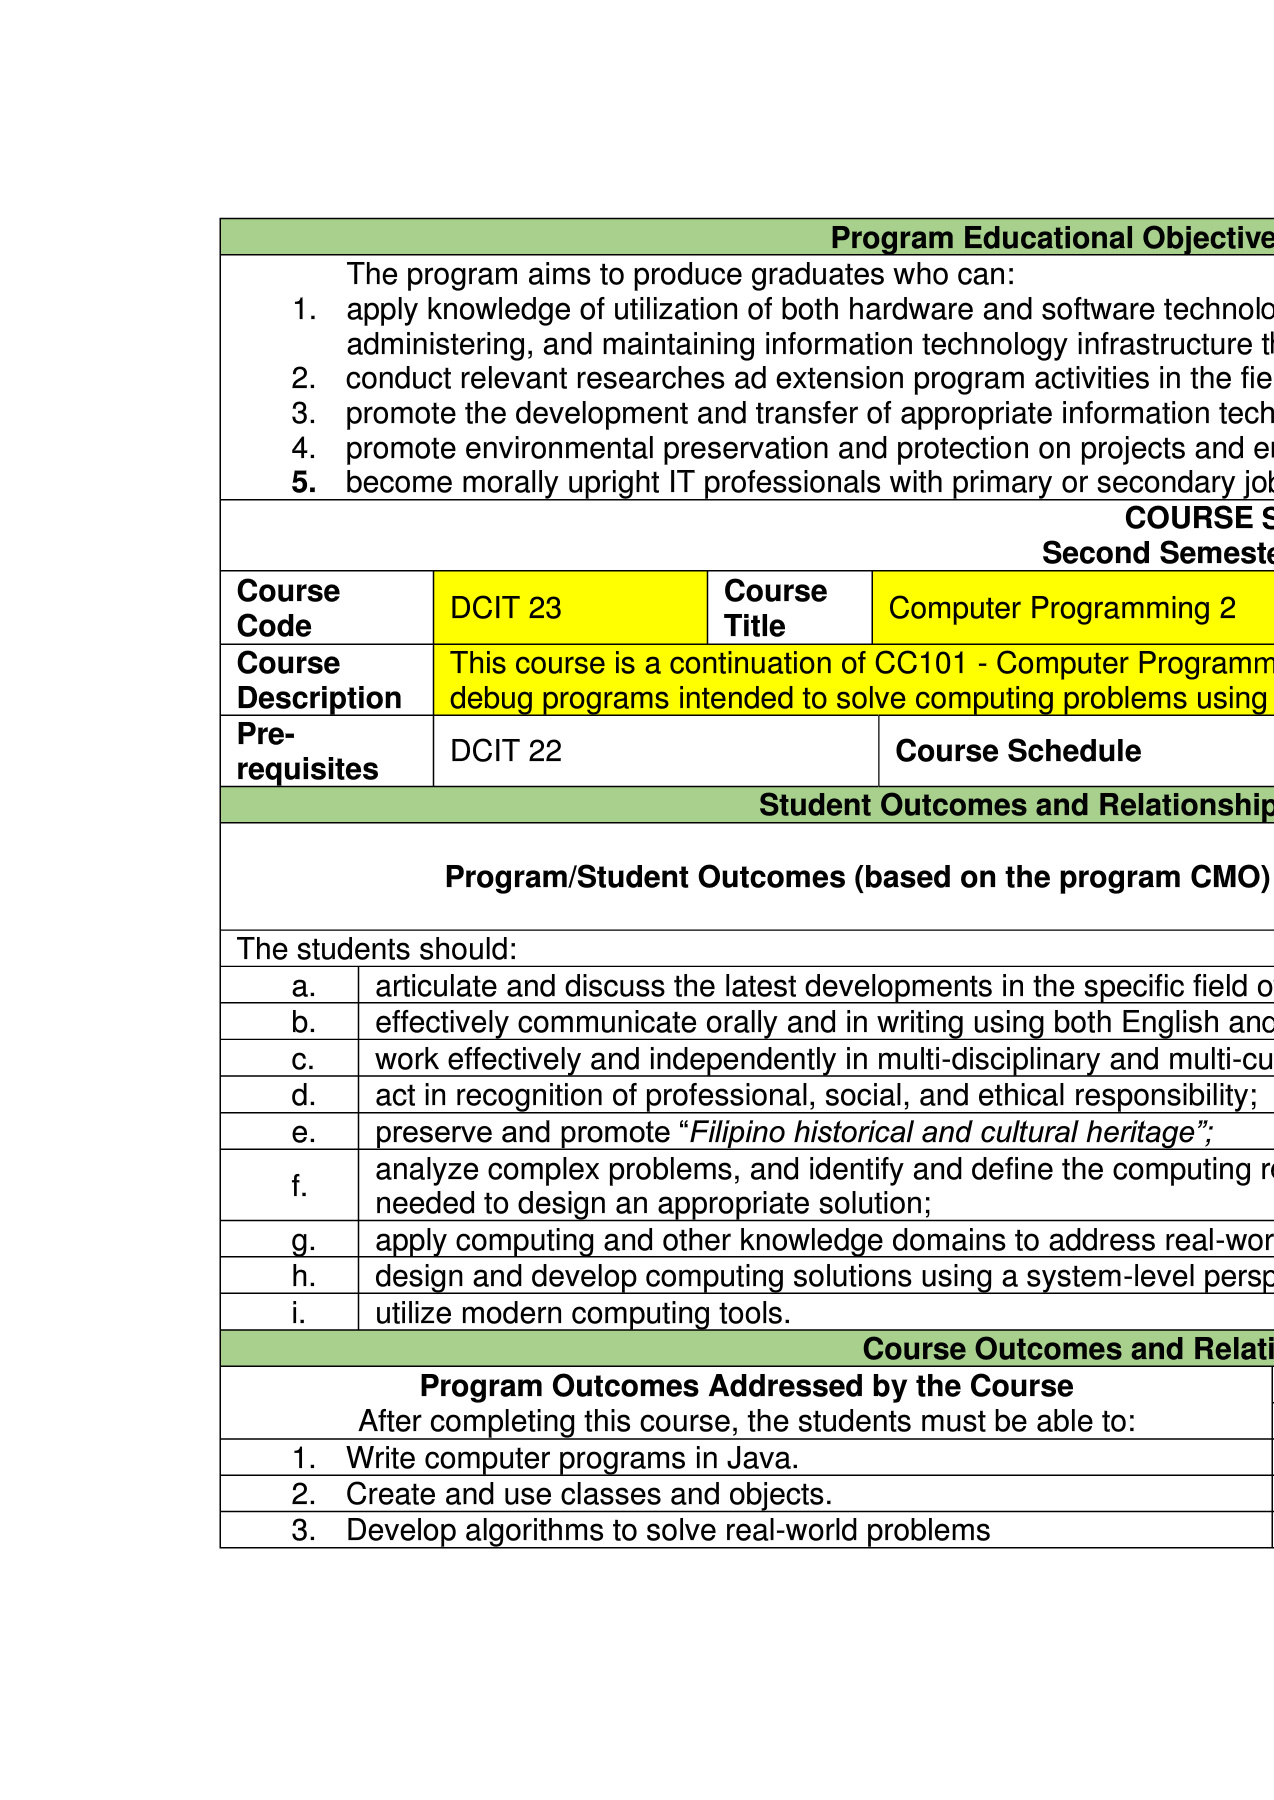 Program Educational Objective
The program aims to produce graduates who can:
1. apply knowledge of utilization of both hardware and software technolo
administering, and maintaining information technology infrastructure
2. conduct relevant researches ad extension program activities in the fie
3. promote the development and transfer of appropriate information tech
4. promote environmental preservation and protection on projects and
5. become morally upright IT professionals with primary or secondary job
COURSE S
Second Semeste
Course Code DCIT 23 Course Title Computer Programming 2
Course Description This course is a continuation of CC101 - Computer Programm
debug programs intended to solve computing problems using
Pre-requisites DCIT 22 Course Schedule
Student Outcomes and Relationship
Program/Student Outcomes (based on the program CMO)
The students should:
a. articulate and discuss the latest developments in the specific field o
b. effectively communicate orally and in writing using both English and
c. work effectively and independently in multi-disciplinary and multi-cu
d. act in recognition of professional, social, and ethical responsibility;
e. preserve and promote “Filipino historical and cultural heritage”;
f. analyze complex problems, and identify and define the computing re
needed to design an appropriate solution;
g. apply computing and other knowledge domains to address real-wor
h. design and develop computing solutions using a system-level persp
i. utilize modern computing tools.
Course Outcomes and Relati
Program Outcomes Addressed by the Course
After completing this course, the students must be able to:
1. Write computer programs in Java.
2. Create and use classes and objects.
3. Develop algorithms to solve real-world problems